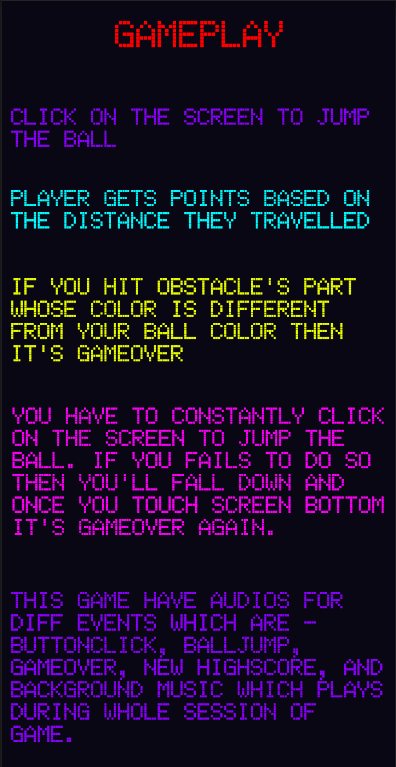 GAMEPLAY
CLICK ON THE SCREEN TO JUMP
THE BALL
PLAYER GETS POINTS BASED ON
THE DISTANCE THEY TRAVELLED
IF YOU HIT OBSTACLE'S PART
WHOSE COLOR IS DIFFERENT
FROM YOUR BALL COLOR THEN
IT'S GAMEOVER
YOU HAVE TO CONSTANTLY CLICK
ON THE SCREEN TO JUMP THE
BALL. IF YOU FAILS TO DO SO
THEN YOU'LL FALL DOWN AND
ONCE YOU TOUCH SCREEN BOTTOM
IT'S GAMEOVER AGAIN.
THIS GAME HAVE AUDIOS FOR
DIFF EVENTS WHICH ARE -
BUTTONCLICK, BALLJUMP,
GAMEOVER, NEW HIGHSCORE, AND
BACKGROUND MUSIC WHICH PLAYS
DURING WHOLE SESSION OF
GAME.